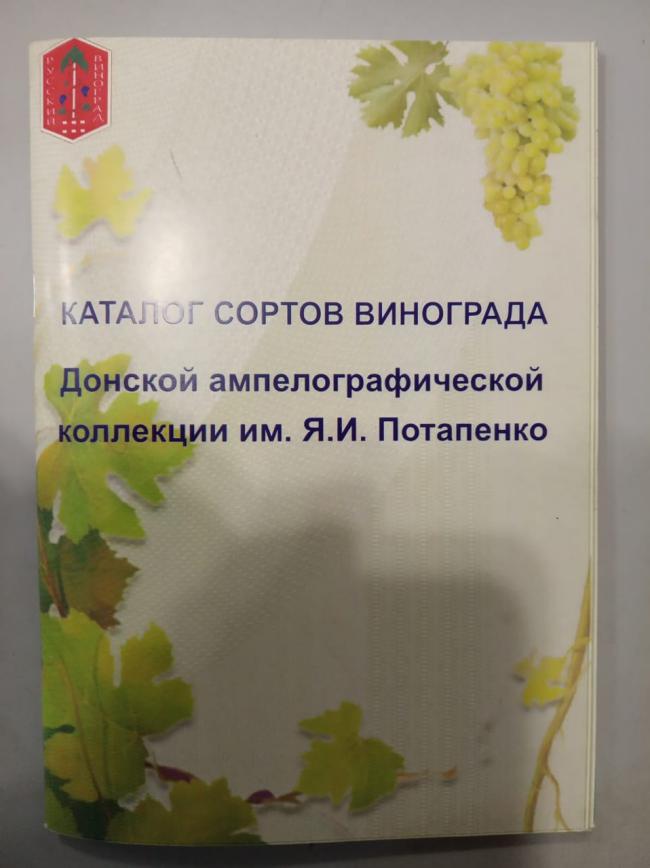 РУССКИЙ
ВИНОГРАД
КАТАЛОГ СОРТОВ ВИНОГРАДА
Донской ампелографической
коллекции им. Я.И. Потапенко